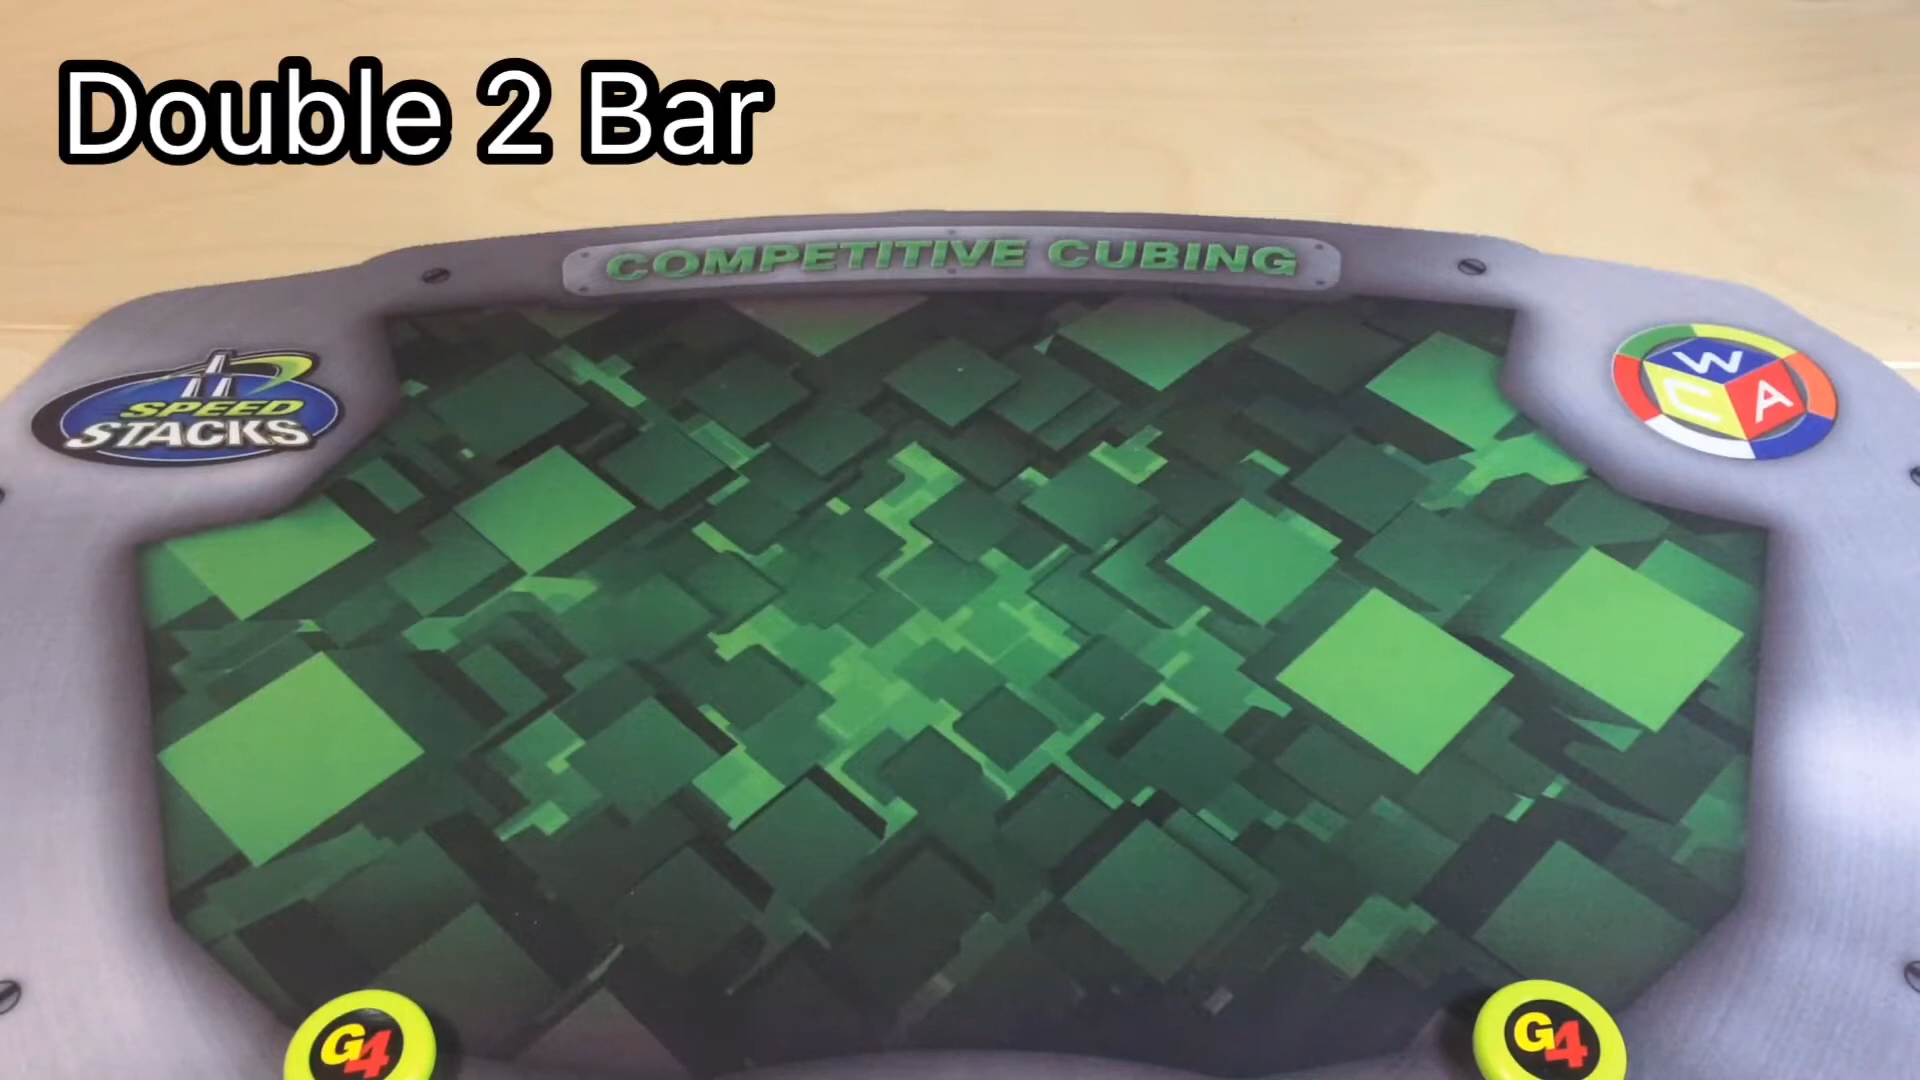 Double 2 Bar
COMPETITIVE CUBING
SPEED
STACKS
W
C A
G4
G4